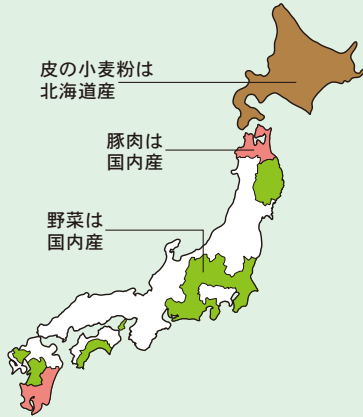 皮の小麦粉は
北海道産
豚肉は
国内産
野菜は
国内産